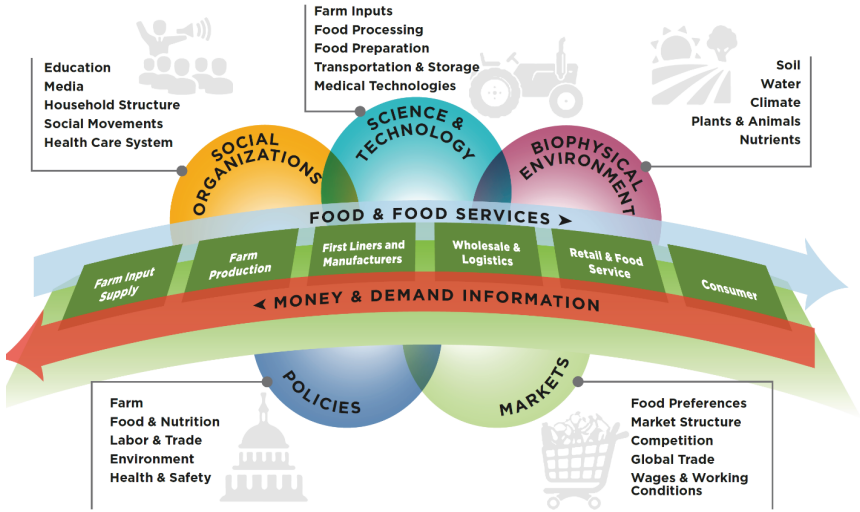 Farm Inputs
Food Processing
Food Preparation
Transportation & Storage
Medical Technologies
Education
Media
Household Structure
Social Movements
Health Care System
Soil
Water
Climate
Plants & Animals
Nutrients
SOCIAL
ORGANIZATIONS
SCIENCE &
TECHNOLOGY
BIOPHYSICAL
ENVIRONMENT
FOOD & FOOD SERVICES
Farm Input
Supply
Farm
Production
First Liners and
Manufacturers
Wholesale &
Logistics
Retail & Food
Service
Consumer
MONEY & DEMAND INFORMATION
POLICIES
MARKETS
Farm
Food & Nutrition
Labor & Trade
Environment
Health & Safety
Food Preferences
Market Structure
Competition
Global Trade
Wages & Working
Conditions